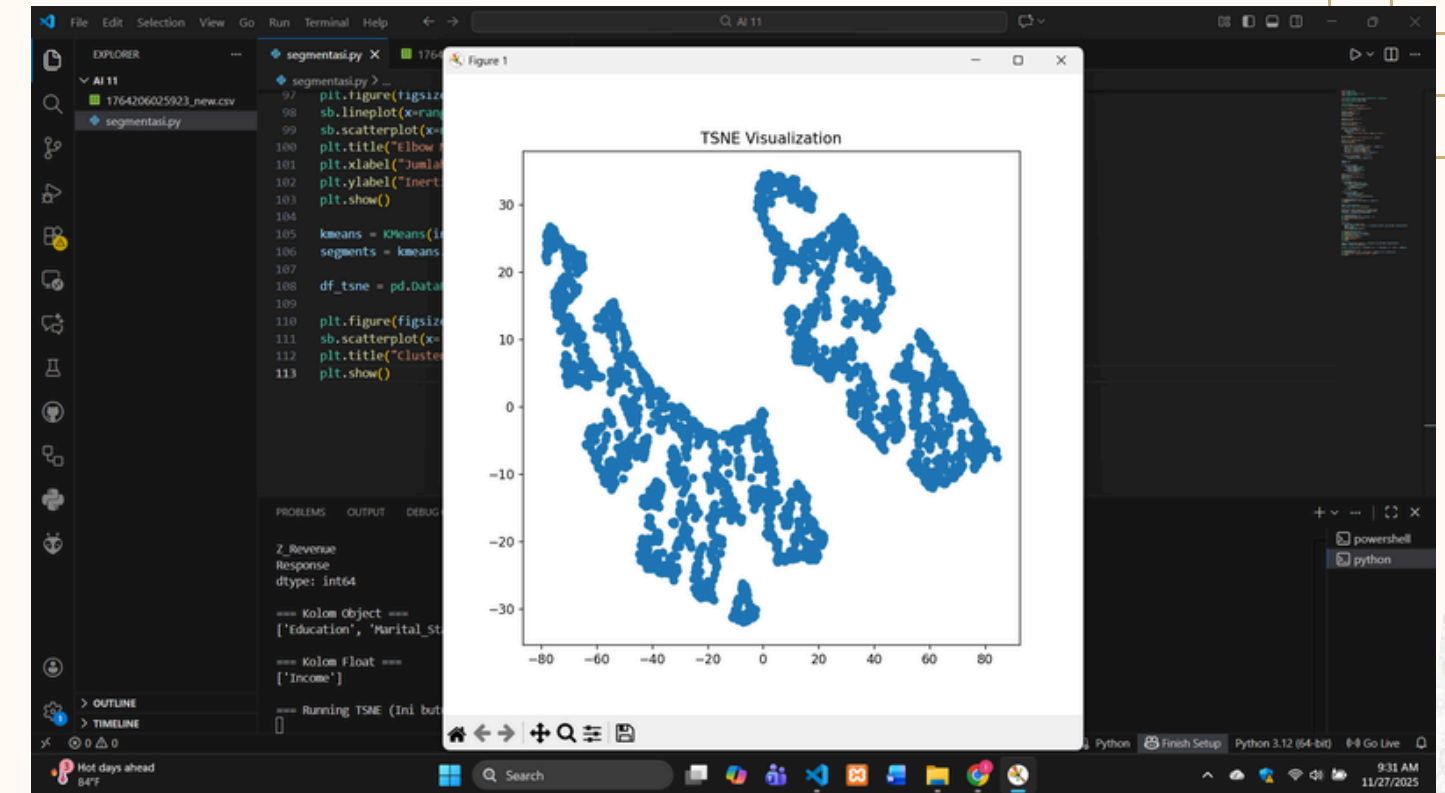 File Edit Selection View Go Run Terminal Help
AI 11
EXPLORER
AI 11
1764206025923_new.csv
segmentasi.py
OUTLINE
TIMELINE
segmentasi.py
1764
segmentasi.py > ...
97 plt.figure(figsize
98 sb.lineplot(x=rang
99 sb.scatterplot(x=r
100 plt.title("Elbow M
101 plt.xlabel("Jumla
102 plt.ylabel("Inert
103 plt.show()
104
105 kmeans = KMeans(i
106 segments = kmeans
107
108 df_tsne = pd.Data
109
110 plt.figure(figsize
111 sb.scatterplot(x=
112 plt.title("Cluste
113 plt.show()
PROBLEMS OUTPUT DEBUG
Z_Revenue
Response
dtype: int64
=== Kolom Object ===
['Education', 'Marital_St
=== Kolom Float ===
['Income']
=== Running TSNE (Ini but
Figure 1
TSNE Visualization
30
20
10
0
−10
−20
−30
−80 −60 −40 −20 0 20 40 60 80
powershell
python
0 0
Python Finish Setup Python 3.12 (64-bit) Go Live
3
Hot days ahead
84°F
Search
9:31 AM
11/27/2025